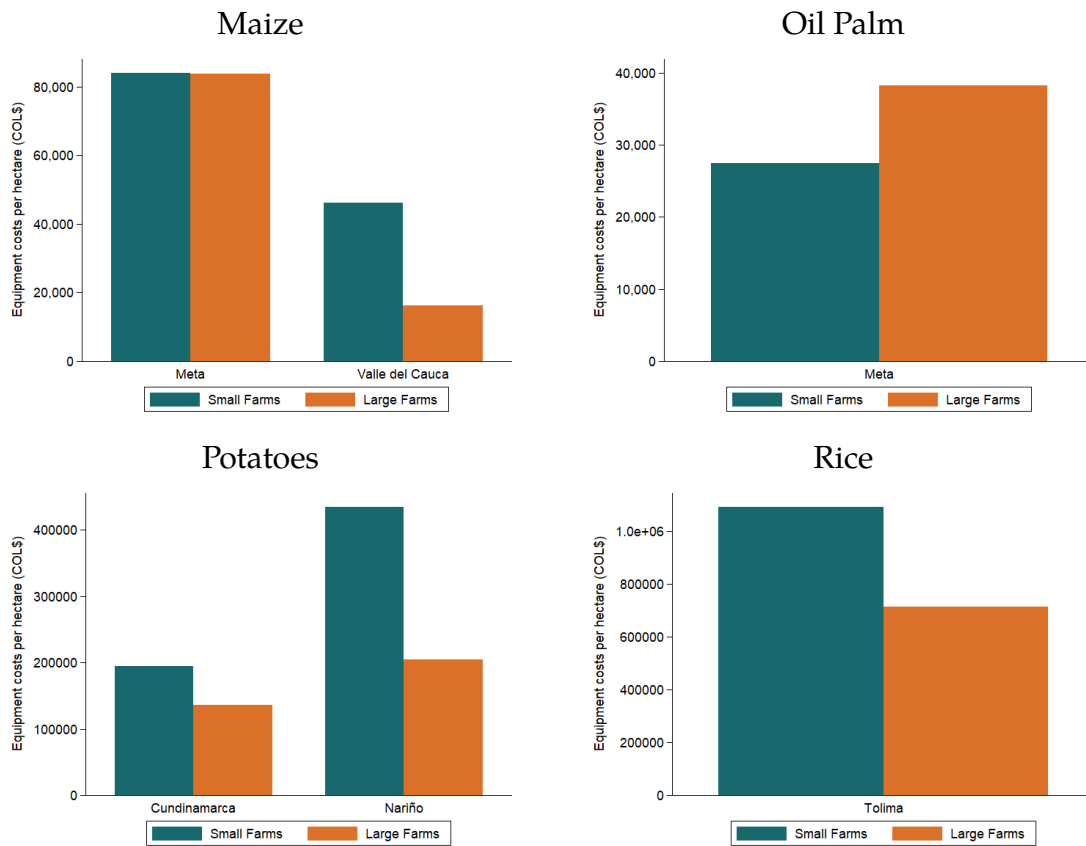 Maize
Equipment costs per hectare (COL$)
80,000
60,000
40,000
20,000
0
Meta Valle del Cauca
Small Farms Large Farms
Oil Palm
Equipment costs per hectare (COL$)
40,000
30,000
20,000
10,000
0
Meta
Small Farms Large Farms
Potatoes
Equipment costs per hectare (COL$)
400000
300000
200000
100000
0
Cundinamarca Nariño
Small Farms Large Farms
Rice
Equipment costs per hectare (COL$)
1.0e+06
800000
600000
400000
200000
0
Tolima
Small Farms Large Farms